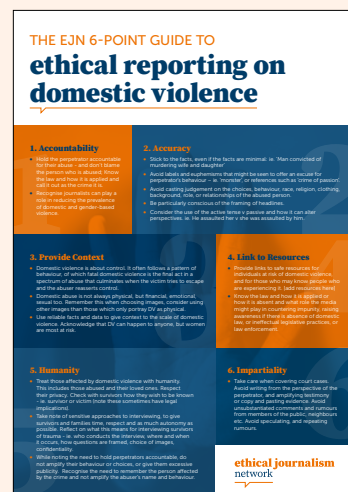 THE EJN 6-POINT GUIDE TO
ethical reporting on
domestic violence
1. Accountability
• Hold the perpetrator accountable
for their abuse - and don't blame
the person who is abused. Know
the law and how it is applied and
call it out as the crime it is.
• Recognise journalists can play a
role in reducing the prevalence
of domestic and gender-based
violence.
2. Accuracy
• Stick to the facts, even if the facts are minimal: ie. 'Man convicted of
murdering wife and daughter'
• Avoid labels and euphemisms that might be seen to offer an excuse for
perpetrator's behaviour – ie. 'monster', or references such as 'crime of passion'.
• Avoid casting judgement on the choices, behaviour, race, religion, clothing,
background, role, or relationships of the abused person.
• Be particularly conscious of the framing of headlines.
• Consider the use of the active tense v passive and how it can alter
perspectives. ie. He assaulted her v she was assaulted by him.
3. Provide Context
• Domestic violence is about control. It often follows a pattern of
behaviour, of which fatal domestic violence is the final act in a
spectrum of abuse that culminates when the victim tries to escape
and the abuser reasserts control.
• Domestic abuse is not always physical, but financial, emotional,
sexual too. Remember this when choosing images, consider using
other images than those which only portray DV as physical.
• Use reliable facts and data to give context to the scale of domestic
violence. Acknowledge that DV can happen to anyone, but women
are most at risk.
4. Link to Resources
• Provide links to safe resources for
individuals at risk of domestic violence,
and for those who may know people who
are experiencing it. [add resources here]
• Know the law and how it is applied or
how it is absent and what role the media
might play in countering impunity, raising
awareness if there is absence of domestic
law, or ineffectual legislative practices, or
law enforcement.
5. Humanity
• Treat those affected by domestic violence with humanity.
This includes those abused and their loved ones. Respect
their privacy. Check with survivors how they wish to be known
- ie. survivor or victim (note these sometimes have legal
implications).
• Take note of sensitive approaches to interviewing, to give
survivors and families time, respect and as much autonomy as
possible. Reflect on what this means for interviewing survivors
of trauma - ie. who conducts the interview, where and when
it occurs, how questions are framed, choice of images,
confidentiality.
• While noting the need to hold perpetrators accountable, do
not amplify their behaviour or choices, or give them excessive
publicity. Recognise the need to remember the person affected
by the crime and not amplify the abuser's name and behaviour.
6. Impartiality
• Take care when covering court cases.
Avoid writing from the perspective of the
perpetrator, and amplifying testimony
or copy and pasting evidence. Avoid
unsubstantiated comments and rumours
from members of the public, neighbours
etc. Avoid speculating, and repeating
rumours.
ethical journalism
network